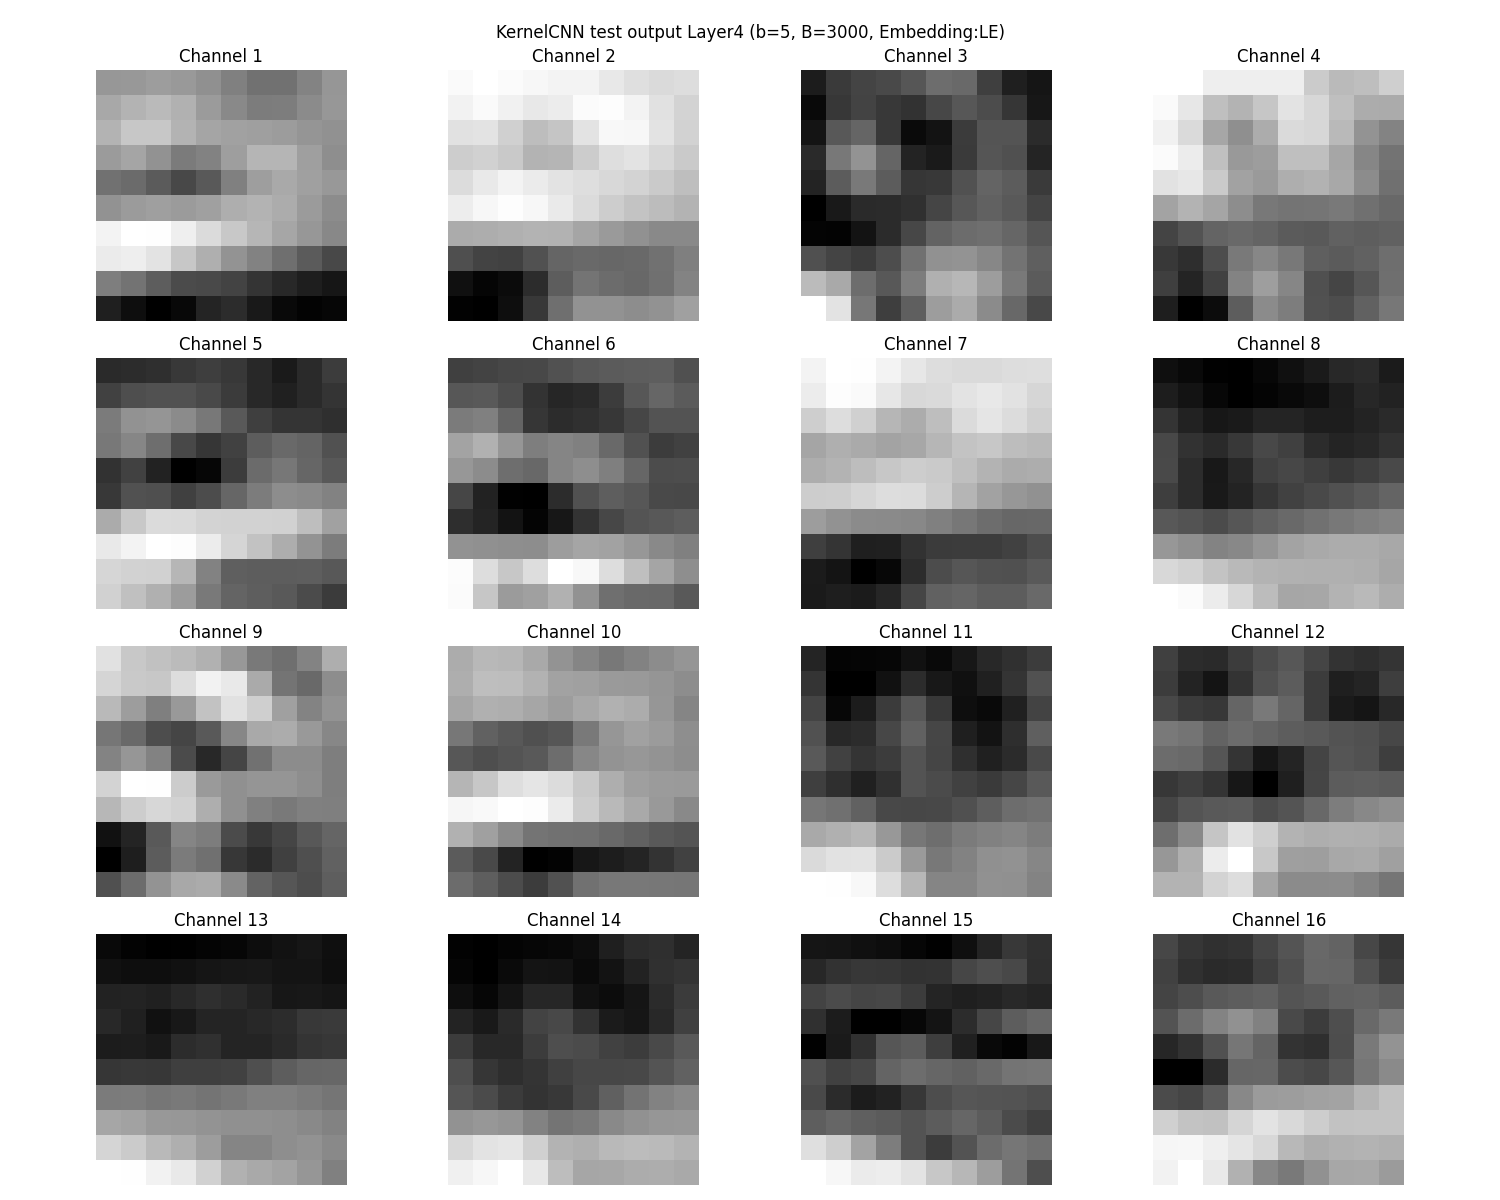 KernelCNN test output Layer4 (b=5, B=3000, Embedding:LE)
Channel 1
Channel 2
Channel 3
Channel 4
Channel 5
Channel 6
Channel 7
Channel 8
Channel 9
Channel 10
Channel 11
Channel 12
Channel 13
Channel 14
Channel 15
Channel 16